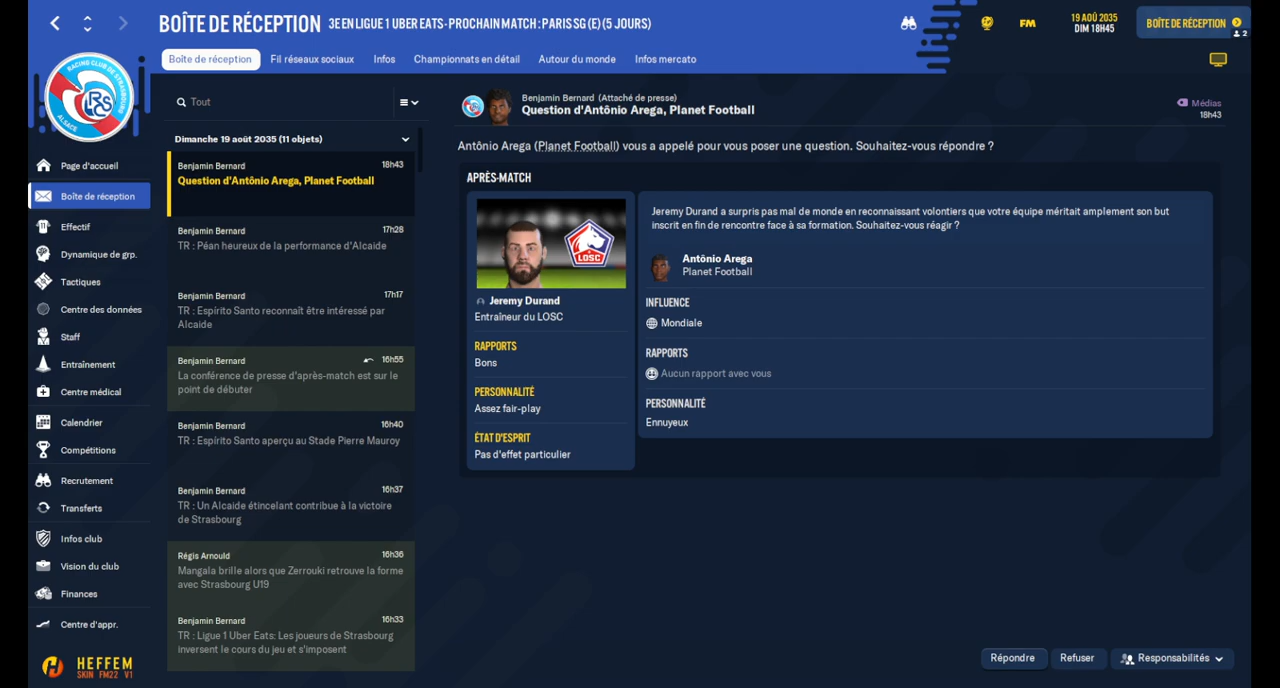 BOÎTE DE RÉCEPTION 3E EN LIGUE 1 UBER EATS - PROCHAIN MATCH : PARIS SG (E) (5 JOURS)
FM
19 AOÛ 2035
DIM 18H45
BOÎTE DE RÉCEPTION
2
Boîte de réception Fil réseaux sociaux Infos Championnats en détail Autour du monde Infos mercato
RACING CLUB DE STRASBOURG
RCS
ALSACE
Page d'accueil
Boîte de réception
Effectif
Dynamique de grp.
Tactiques
Centre des données
Staff
Entraînement
Centre médical
Calendrier
Compétitions
Recrutement
Transferts
Infos club
Vision du club
Finances
Centre d'appr.
HEFFEM
SKIN FM22 V1
Tout
Dimanche 19 août 2035 (11 objets)
Benjamin Bernard 18h43
Question d'Antônio Arega, Planet Football
Benjamin Bernard 17h28
TR : Péan heureux de la performance d'Alcaide
Benjamin Bernard 17h17
TR : Espírito Santo reconnaît être intéressé par
Alcaide
Benjamin Bernard 16h55
La conférence de presse d'après-match est sur le
point de débuter
Benjamin Bernard 16h40
TR : Espírito Santo aperçu au Stade Pierre Mauroy
Benjamin Bernard 16h37
TR : Un Alcaide étincelant contribue à la victoire
de Strasbourg
Régis Arnould 16h36
Mangala brille alors que Zerrouki retrouve la forme
avec Strasbourg U19
Benjamin Bernard 16h33
TR : Ligue 1 Uber Eats: Les joueurs de Strasbourg
inversent le cours du jeu et s'imposent
Benjamin Bernard (Attaché de presse)
Question d'Antônio Arega, Planet Football
Médias
18h43
Antônio Arega (Planet Football) vous a appelé pour vous poser une question. Souhaitez-vous répondre ?
APRÈS-MATCH
LOSC
Jeremy Durand
Entraîneur du LOSC
RAPPORTS
Bons
PERSONNALITÉ
Assez fair-play
ÉTAT D'ESPRIT
Pas d'effet particulier
Jeremy Durand a surpris pas mal de monde en reconnaissant volontiers que votre équipe méritait amplement son but
inscrit en fin de rencontre face à sa formation. Souhaitez-vous réagir ?
Antônio Arega
Planet Football
INFLUENCE
Mondiale
RAPPORTS
Aucun rapport avec vous
PERSONNALITÉ
Ennuyeux
Répondre Refuser Responsabilités